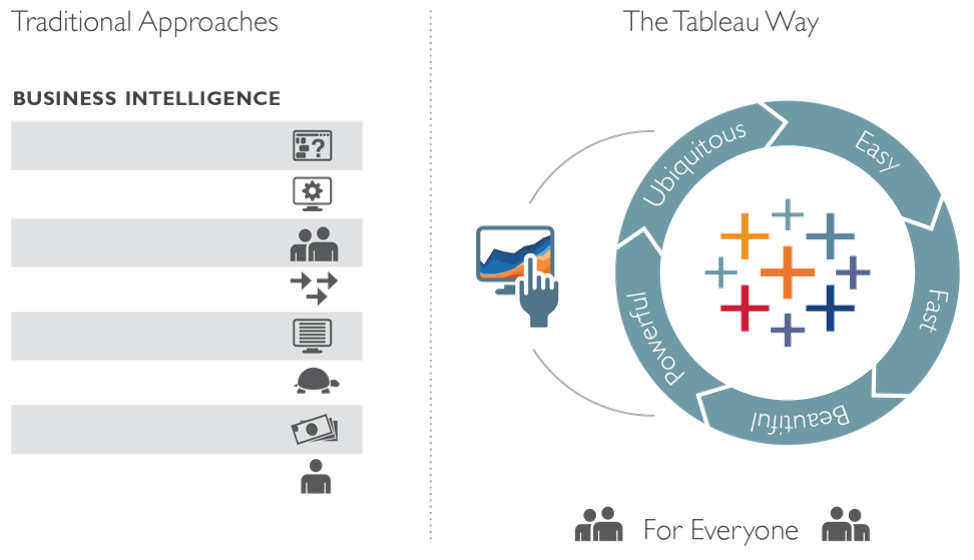 Traditional Approaches
The Tableau Way
BUSINESS INTELLIGENCE
?
Ubiquitous
Easy
Fast
Beautiful
Powerful
For Everyone